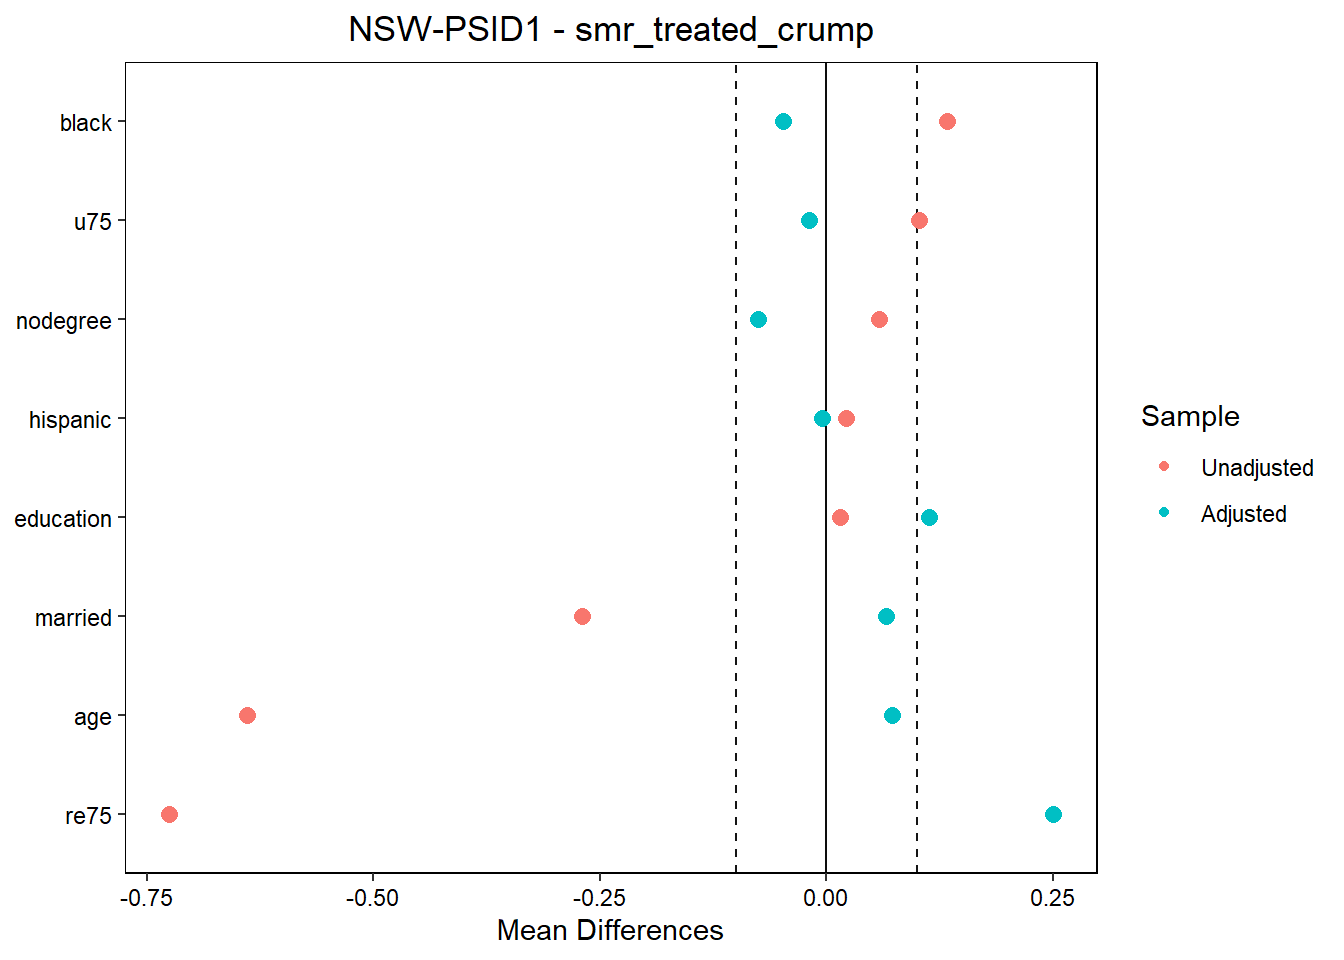 NSW-PSID1 - smr_treated_crump
black
u75
nodegree
hispanic
education
married
age
re75
-0.75
-0.50
-0.25
0.00
0.25
Mean Differences
Sample
Unadjusted
Adjusted